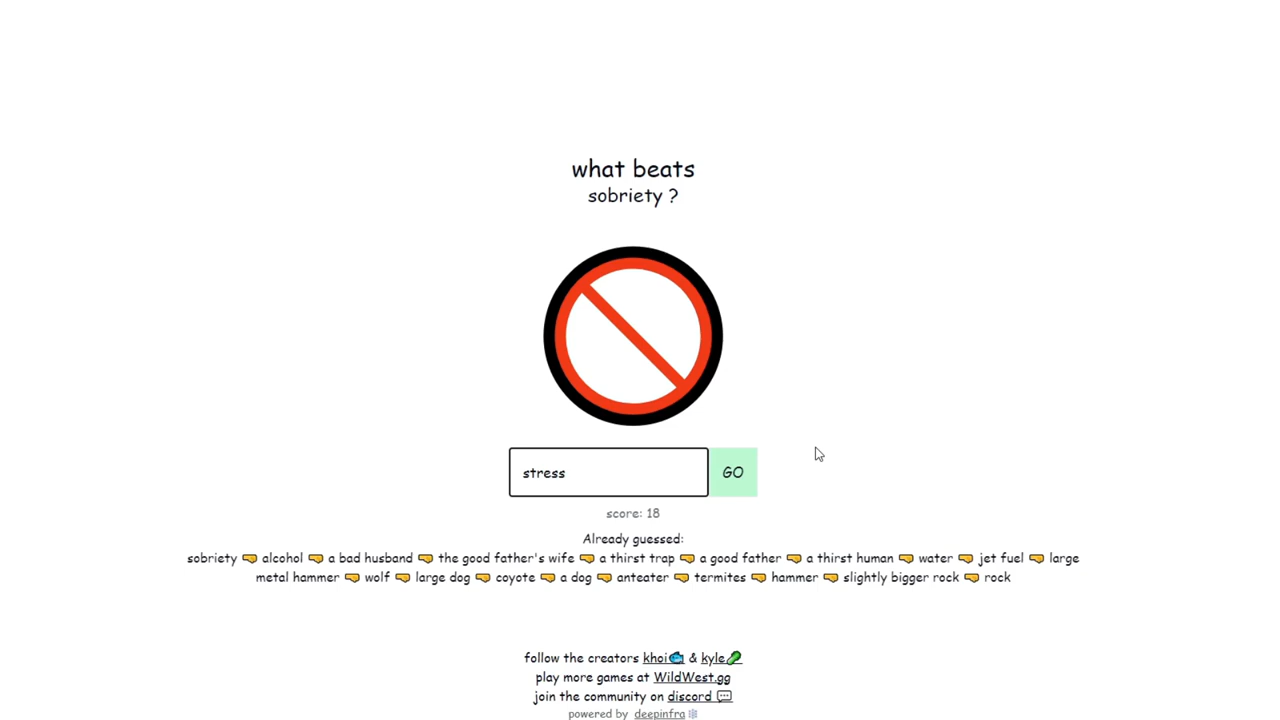 what beats
sobriety ?
stress
GO
score: 18
Already guessed:
sobriety 🤜 alcohol 🤜 a bad husband 🤜 the good father's wife 🤜 a thirst trap 🤜 a good father 🤜 a thirst human 🤜 water 🤜 jet fuel 🤜 large
metal hammer 🤜 wolf 🤜 large dog 🤜 coyote 🤜 a dog 🤜 anteater 🤜 termites 🤜 hammer 🤜 slightly bigger rock 🤜 rock
follow the creators khoi🐟 & kyle🥒
play more games at WildWest.gg
join the community on discord 💬
powered by deepinfra